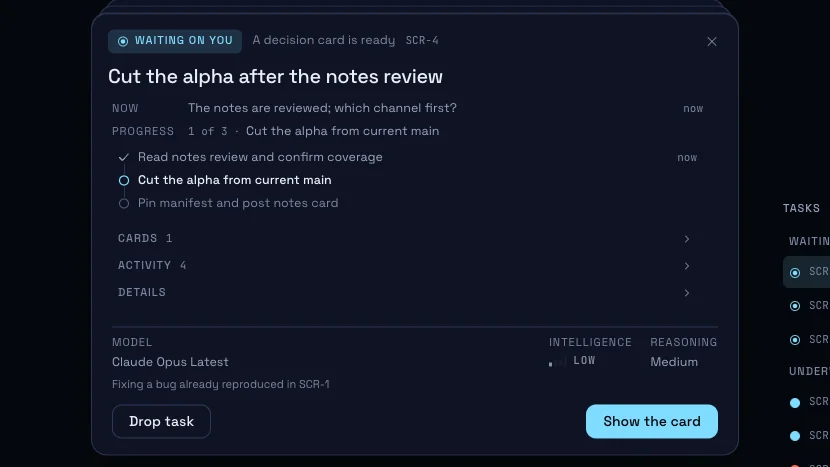 WAITING ON YOU A decision card is ready SCR-4
Cut the alpha after the notes review
NOW The notes are reviewed; which channel first? now
PROGRESS 1 of 3 · Cut the alpha from current main
Read notes review and confirm coverage now
Cut the alpha from current main
Pin manifest and post notes card
CARDS 1
ACTIVITY 4
DETAILS
MODEL INTELLIGENCE REASONING
Claude Opus Latest LOW Medium
Fixing a bug already reproduced in SCR-1
Drop task Show the card
TASKS
WAITIN
SCR
SCR
SCR
UNDERW
SCR
SCR
SCR